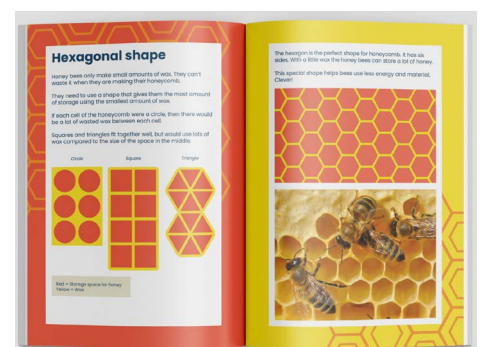 Hexagonal shape
Honey bees only make small amounts of wax. They can't
waste it when they are making their honeycomb.
They need to use a shape that gives them the most amount
of storage using the smallest amount of wax.
If each cell of the honeycomb were a circle, then there would
be a lot of wasted wax between each cell.
Squares and triangles fit together well, but would use lots of
wax compared to the size of the space in the middle.
Circle
Square
Triangle
Red = Storage space for honey
Yellow = Wax
The hexagon is the perfect shape for honeycomb. It has six
sides. With a little wax the honey bees can store a lot of honey.
This special shape helps bees use less energy and material.
Clever!